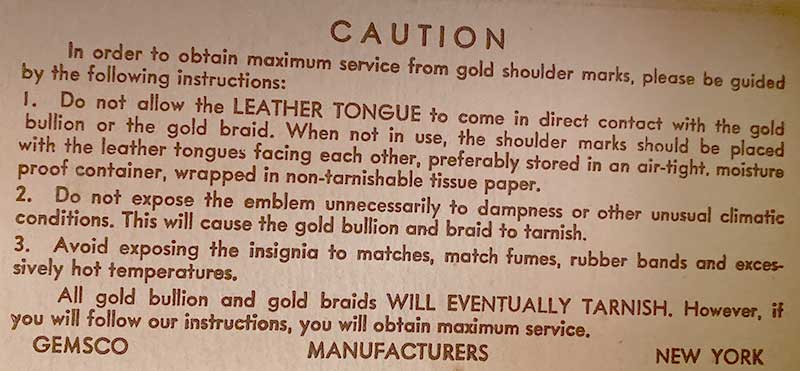 CAUTION
In order to obtain maximum service from gold shoulder marks, please be guided
by the following instructions:
1. Do not allow the LEATHER TONGUE to come in direct contact with the gold
bullion or the gold braid. When not in use, the shoulder marks should be placed
with the leather tongues facing each other, preferably stored in an air-tight, moisture
proof container, wrapped in non-tarnishable tissue paper.
2. Do not expose the emblem unnecessarily to dampness or other unusual climatic
conditions. This will cause the gold bullion and braid to tarnish.
3. Avoid exposing the insignia to matches, match fumes, rubber bands and exces-
sively hot temperatures.
All gold bullion and gold braids WILL EVENTUALLY TARNISH. However, if
you will follow our instructions, you will obtain maximum service.
GEMSCO MANUFACTURERS NEW YORK